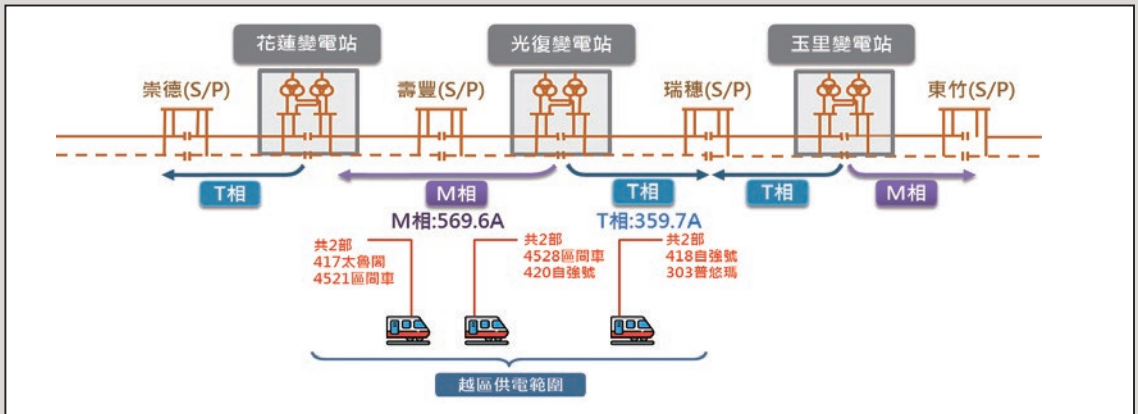 花蓮變電站
光復變電站
玉里變電站
崇德(S/P)
壽豐(S/P)
瑞穗(S/P)
東竹(S/P)
T相
M相
T相
T相
M相
M相:569.6A
T相:359.7A
共2部
417太魯閣
4521區間車
共2部
4528區間車
420自強號
共2部
418自強號
303普悠瑪
越區供電範圍